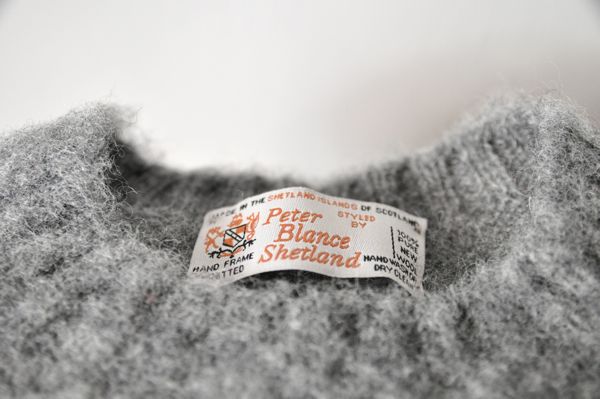 MADE IN THE SHETLAND ISLANDS OF SCOTLAND
STYLED BY
Peter
Blance
Shetland
HAND FRAME
KNITTED
100%
PURE
NEW
WOOL
HAND WASH OR
DRY CLEAN